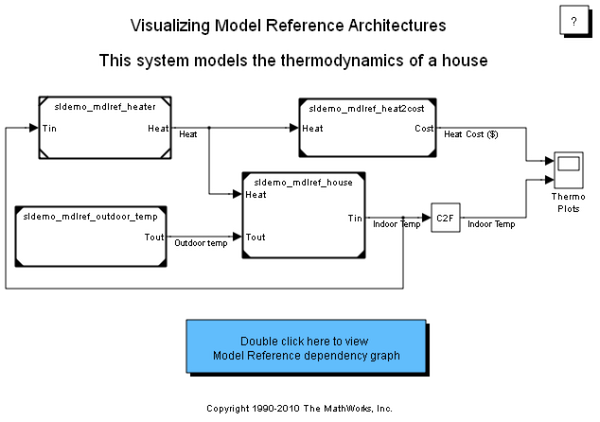 Visualizing Model Reference Architectures
?
This system models the thermodynamics of a house
sldemo_mdlref_heater
Tin
Heat
Heat
sldemo_mdlref_heat2cost
Heat
Cost
Heat Cost ($)
Thermo
Plots
sldemo_mdlref_house
Heat
Tout
Tin
Indoor Temp
C2F
Indoor Temp
sldemo_mdlref_outdoor_temp
Tout
Outdoor temp
Double click here to view
Model Reference dependency graph
Copyright 1990-2010 The MathWorks, Inc.